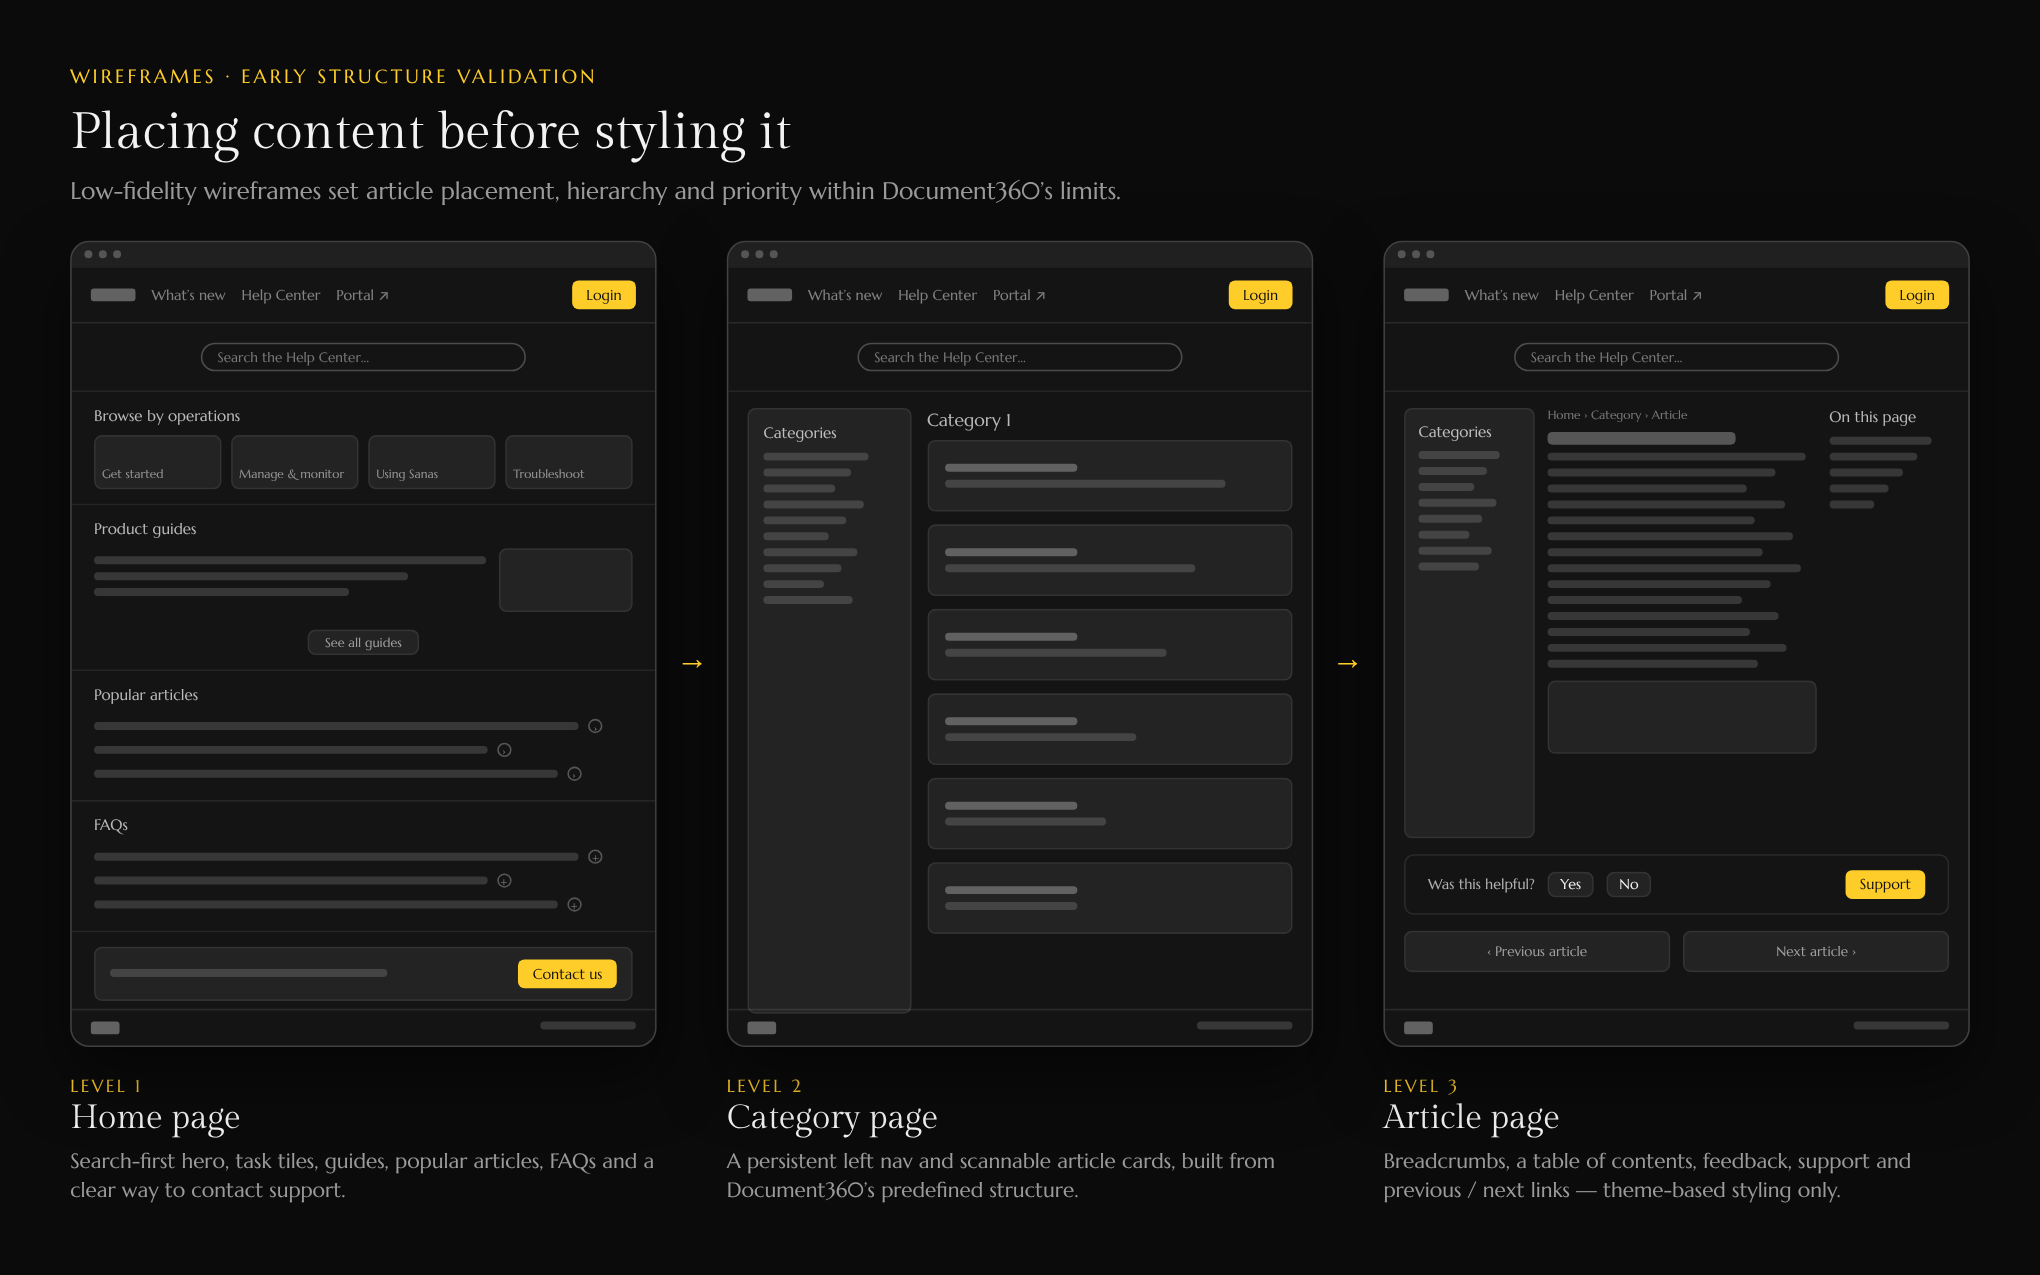 WIREFRAMES · EARLY STRUCTURE VALIDATION
Placing content before styling it
Low-fidelity wireframes set article placement, hierarchy and priority within Document360's limits.
What's new Help Center Portal ↗ Login
Search the Help Center...
Browse by operations
Get started Manage & monitor Using Sanas Troubleshoot
Product guides
See all guides
Popular articles
FAQs
Contact us
→
What's new Help Center Portal ↗ Login
Search the Help Center...
Categories
Category 1
→
What's new Help Center Portal ↗ Login
Search the Help Center...
Categories
Home › Category › Article
On this page
Was this helpful? Yes No Support
‹ Previous article Next article ›
LEVEL 1
Home page
Search-first hero, task tiles, guides, popular articles, FAQs and a
clear way to contact support.
LEVEL 2
Category page
A persistent left nav and scannable article cards, built from
Document360's predefined structure.
LEVEL 3
Article page
Breadcrumbs, a table of contents, feedback, support and
previous / next links — theme-based styling only.